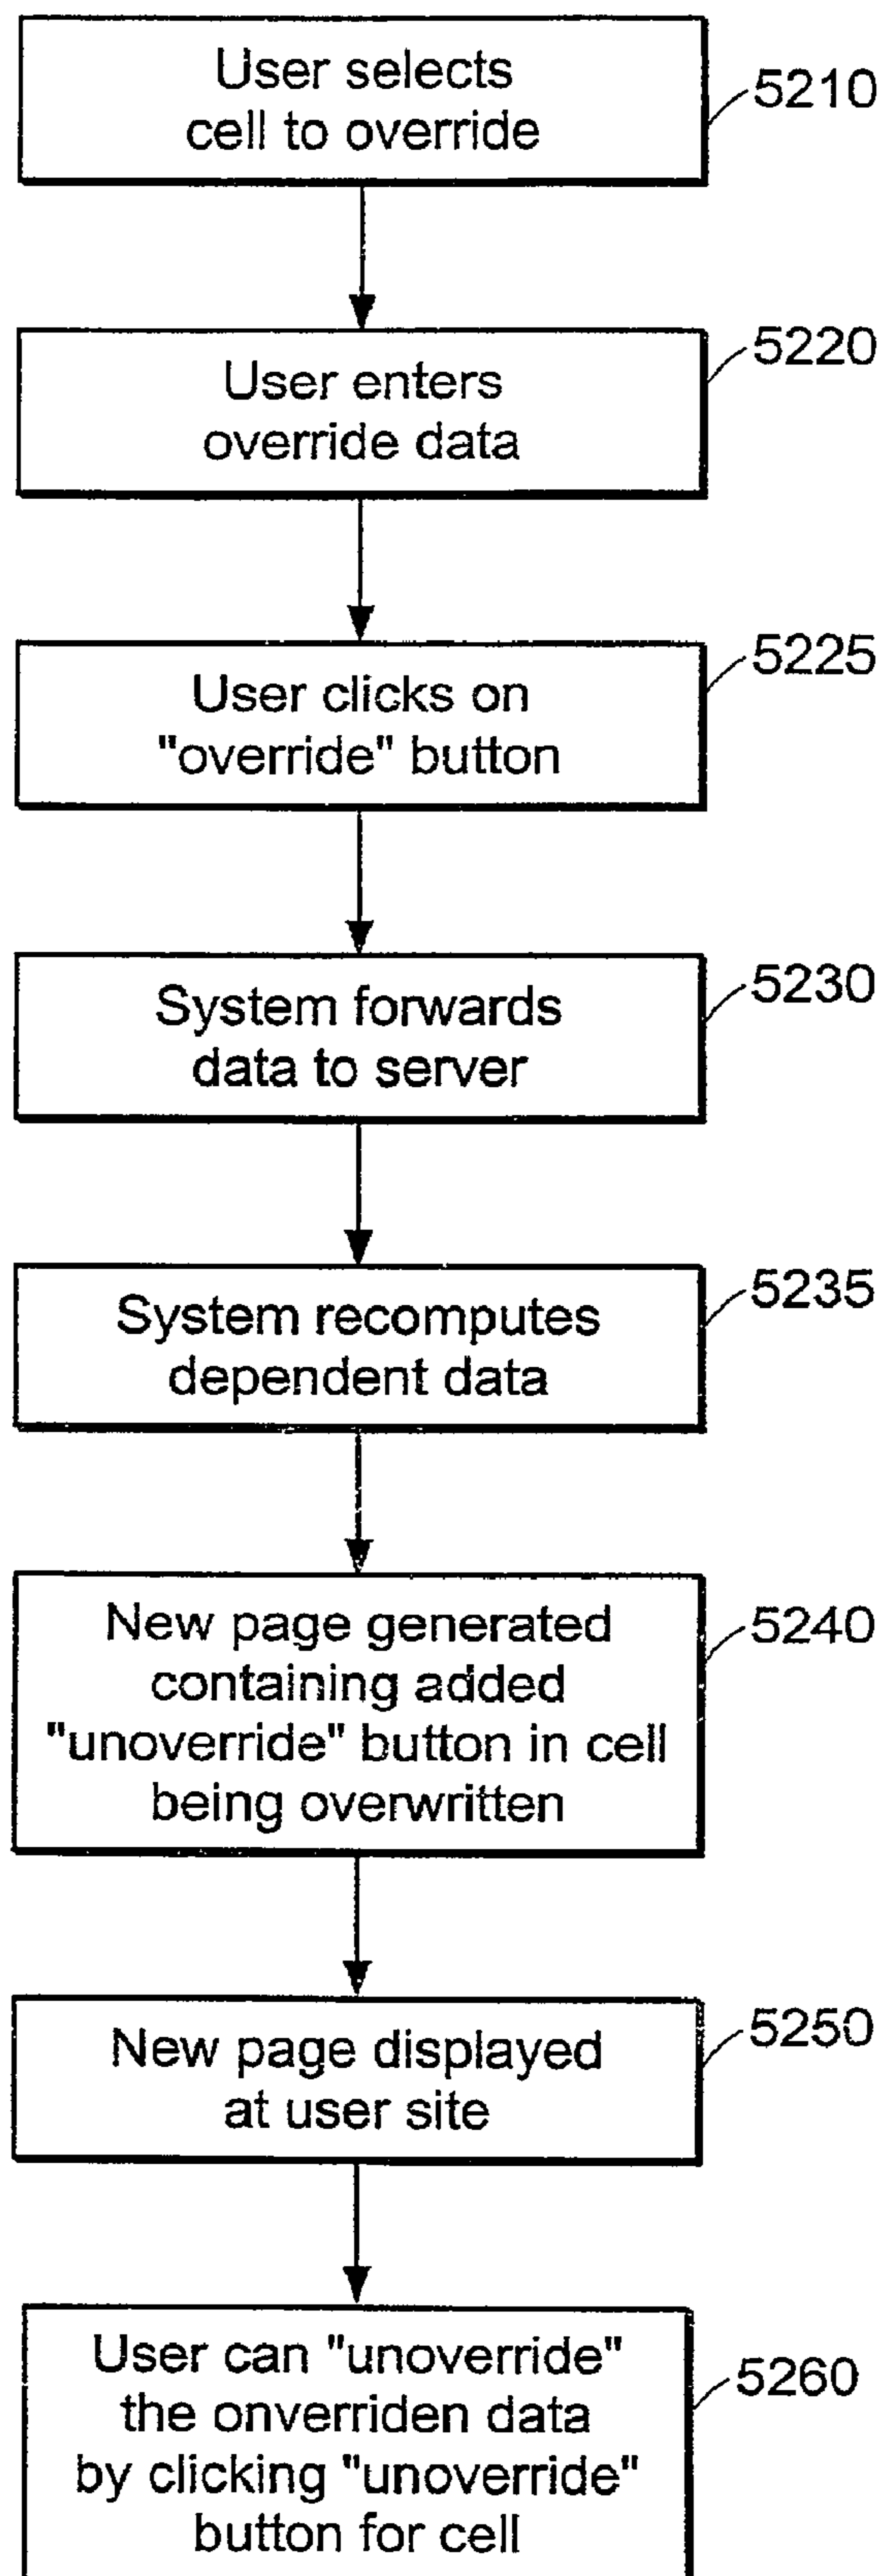 User selects
cell to override
5210
User enters
override data
5220
User clicks on
"override" button
5225
System forwards
data to server
5230
System recomputes
dependent data
5235
New page generated
containing added
"unoverride" button in cell
being overwritten
5240
New page displayed
at user site
5250
User can "unoverride"
the onverriden data
by clicking "unoverride"
button for cell
5260